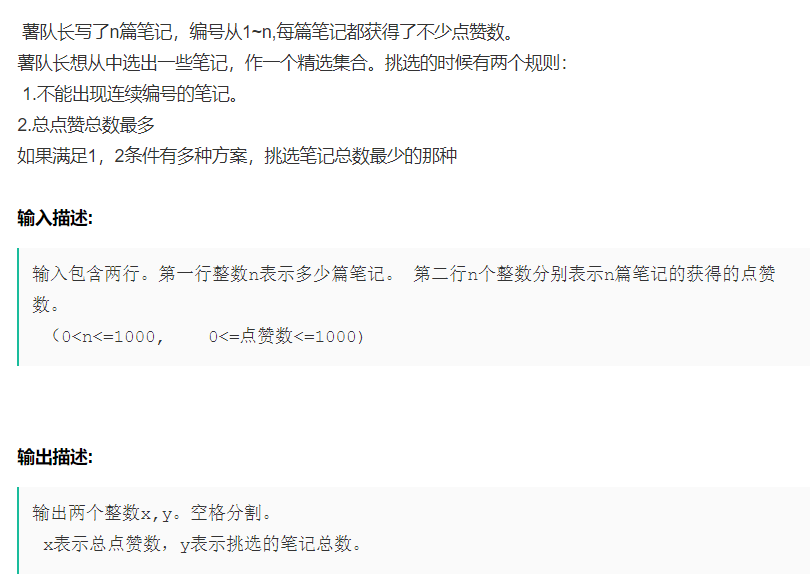 薯队长写了n篇笔记，编号从1~n,每篇笔记都获得了不少点赞数。
薯队长想从中选出一些笔记，作一个精选集合。挑选的时候有两个规则：
1.不能出现连续编号的笔记。
2.总点赞总数最多
如果满足1，2条件有多种方案，挑选笔记总数最少的那种
输入描述:
输入包含两行。第一行整数n表示多少篇笔记。 第二行n个整数分别表示n篇笔记的获得的点赞
数。
（0<n<=1000,    0<=点赞数<=1000)
输出描述:
输出两个整数x,y。空格分割。
x表示总点赞数，y表示挑选的笔记总数。